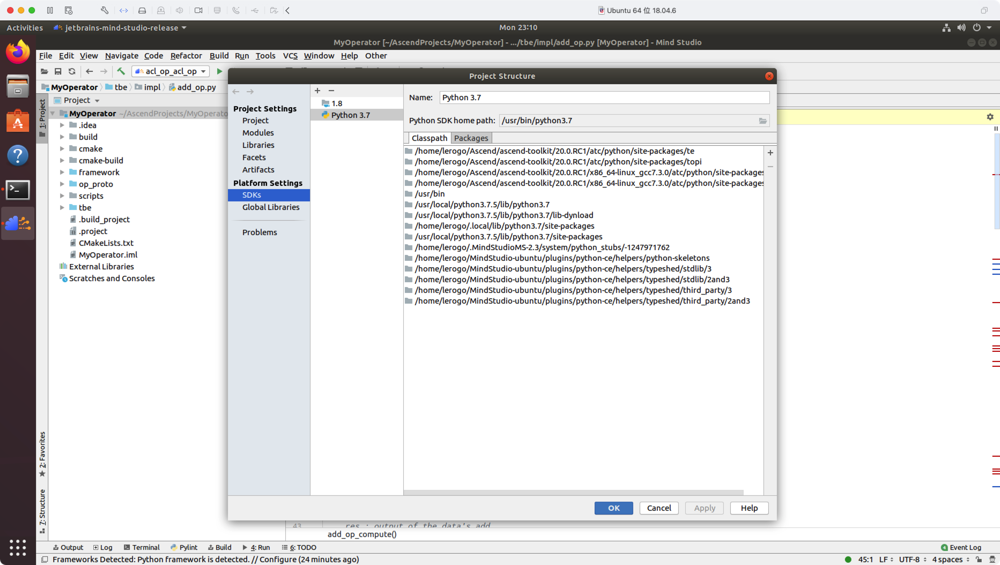 Ubuntu 64 位 18.04.6
Activities
jetbrains-mind-studio-release
Mon 23:10
MyOperator [~/AscendProjects/MyOperator] - .../tbe/impl/add_op.py [MyOperator] - Mind Studio
File Edit View Navigate Code Refactor Build Run Tools VCS Window Help Other
acl_op_acl_op
MyOperator tbe impl add_op.py
Project
MyOperator ~/AscendProjects/MyOperato
.idea
build
cmake
cmake-build
framework
op_proto
scripts
tbe
.build_project
.project
CMakeLists.txt
MyOperator.iml
External Libraries
Scratches and Consoles
1: Project
2: Favorites
7: Structure
Project Structure
Project Settings
Project
Modules
Libraries
Facets
Artifacts
Platform Settings
SDKs
Global Libraries
Problems
1.8
Python 3.7
Name: Python 3.7
Python SDK home path: /usr/bin/python3.7
Classpath Packages
/home/lerogo/Ascend/ascend-toolkit/20.0.RC1/atc/python/site-packages/te
/home/lerogo/Ascend/ascend-toolkit/20.0.RC1/atc/python/site-packages/topi
/home/lerogo/Ascend/ascend-toolkit/20.0.RC1/x86_64-linux_gcc7.3.0/atc/python/site-packages
/home/lerogo/Ascend/ascend-toolkit/20.0.RC1/x86_64-linux_gcc7.3.0/atc/python/site-packages
/usr/bin
/usr/local/python3.7.5/lib/python3.7
/usr/local/python3.7.5/lib/python3.7/lib-dynload
/home/lerogo/.local/lib/python3.7/site-packages
/usr/local/python3.7.5/lib/python3.7/site-packages
/home/lerogo/.MindStudioMS-2.3/system/python_stubs/-1247971762
/home/lerogo/MindStudio-ubuntu/plugins/python-ce/helpers/python-skeletons
/home/lerogo/MindStudio-ubuntu/plugins/python-ce/helpers/typeshed/stdlib/3
/home/lerogo/MindStudio-ubuntu/plugins/python-ce/helpers/typeshed/stdlib/2and3
/home/lerogo/MindStudio-ubuntu/plugins/python-ce/helpers/typeshed/third_party/3
/home/lerogo/MindStudio-ubuntu/plugins/python-ce/helpers/typeshed/third_party/2and3
OK Cancel Apply Help
43 res : output of the data's add
add_op_compute()
Output Log Terminal Pylint Build 4: Run 6: TODO
4 Event Log
Frameworks Detected: Python framework is detected. // Configure (24 minutes ago)
45:1 LF UTF-8 4 spaces